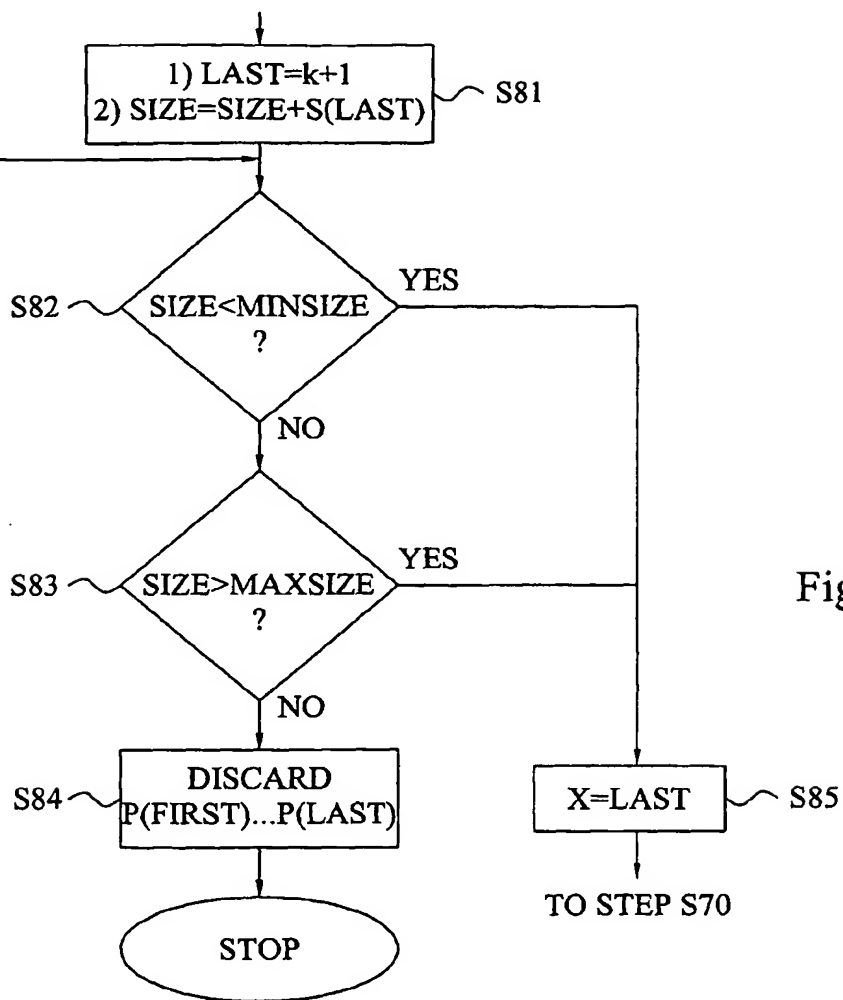 1) LAST=k+1
2) SIZE=SIZE+S(LAST)
S81
YES
S82
SIZE<MINSIZE
?
NO
YES
S83
SIZE>MAXSIZE
?
Fig
NO
S84
DISCARD
P(FIRST)...P(LAST)
X=LAST
S85
TO STEP S70
STOP